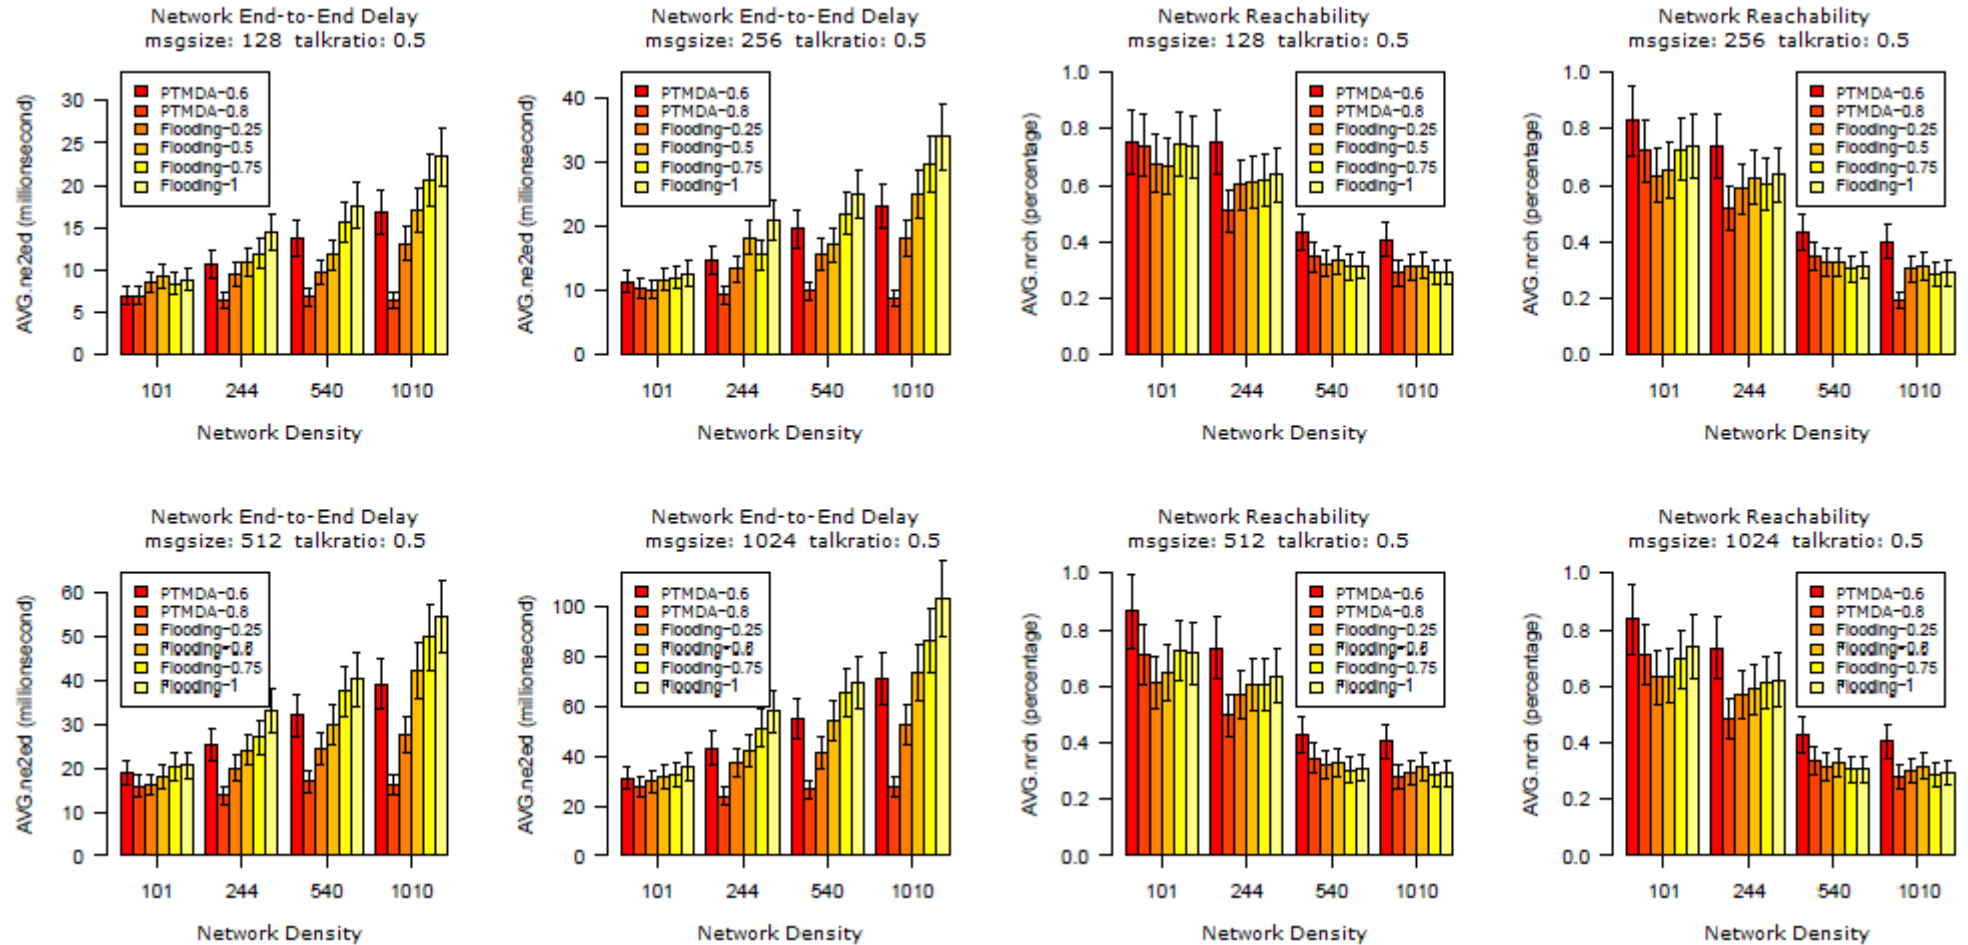 Network End-to-End Delay
msgsize: 128 talkratio: 0.5
AVG.ne2ed (millionsecond)
30
25
20
15
10
5
0
PTMDA-0.6
PTMDA-0.8
Flooding-0.25
Flooding-0.5
Flooding-0.75
Flooding-1
101 244 540 1010
Network Density
Network End-to-End Delay
msgsize: 256 talkratio: 0.5
AVG.ne2ed (millionsecond)
40
30
20
10
0
PTMDA-0.6
PTMDA-0.8
Flooding-0.25
Flooding-0.5
Flooding-0.75
Flooding-1
101 244 540 1010
Network Density
Network Reachability
msgsize: 128 talkratio: 0.5
AVG.nrch (percentage)
1.0
0.8
0.6
0.4
0.2
0.0
PTMDA-0.6
PTMDA-0.8
Flooding-0.25
Flooding-0.5
Flooding-0.75
Flooding-1
101 244 540 1010
Network Density
Network Reachability
msgsize: 256 talkratio: 0.5
AVG.nrch (percentage)
1.0
0.8
0.6
0.4
0.2
0.0
PTMDA-0.6
PTMDA-0.8
Flooding-0.25
Flooding-0.5
Flooding-0.75
Flooding-1
101 244 540 1010
Network Density
Network End-to-End Delay
msgsize: 512 talkratio: 0.5
AVG.ne2ed (millionsecond)
60
50
40
30
20
10
0
PTMDA-0.6
PTMDA-0.8
Flooding-0.25
Flooding-0.75
Flooding-1
101 244 540 1010
Network Density
Network End-to-End Delay
msgsize: 1024 talkratio: 0.5
AVG.ne2ed (millionsecond)
100
80
60
40
20
0
PTMDA-0.6
PTMDA-0.8
Flooding-0.25
Flooding-0.75
Flooding-1
101 244 540 1010
Network Density
Network Reachability
msgsize: 512 talkratio: 0.5
AVG.nrch (percentage)
1.0
0.8
0.6
0.4
0.2
0.0
PTMDA-0.6
PTMDA-0.8
Flooding-0.25
Flooding-0.75
Flooding-1
101 244 540 1010
Network Density
Network Reachability
msgsize: 1024 talkratio: 0.5
AVG.nrch (percentage)
1.0
0.8
0.6
0.4
0.2
0.0
PTMDA-0.6
PTMDA-0.8
Flooding-0.25
Flooding-0.75
Flooding-1
101 244 540 1010
Network Density